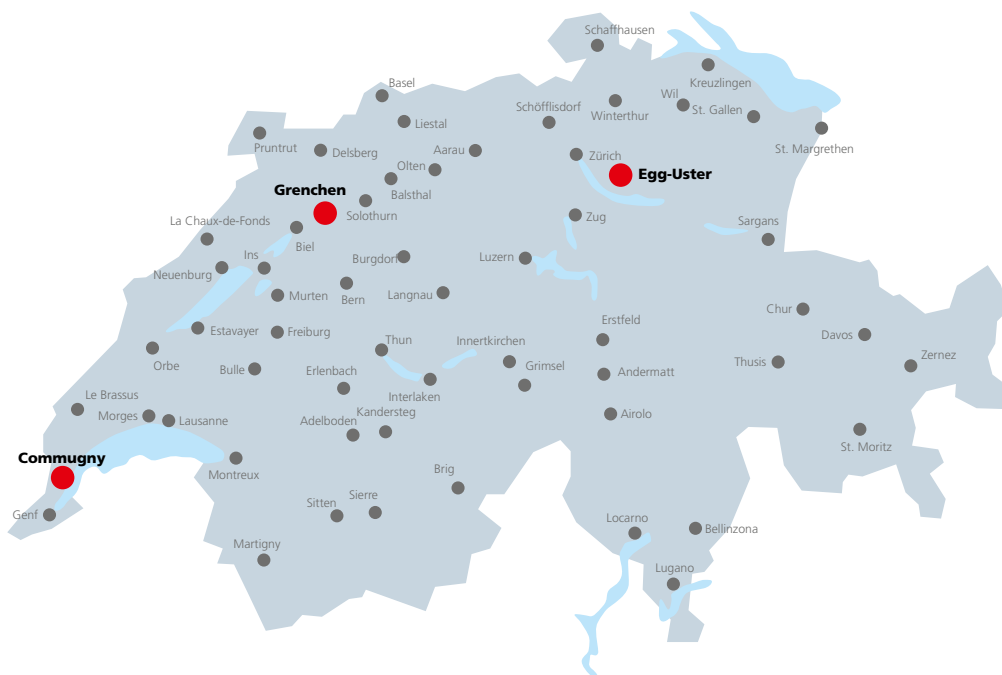 Schaffhausen
Kreuzlingen
Basel
Wil
Schöfflisdorf
Winterthur
St. Gallen
Liestal
Pruntrut
Delsberg
Aarau
St. Margrethen
Zürich
Olten
Egg-Uster
Balsthal
Grenchen
Solothurn
La Chaux-de-Fonds
Zug
Sargans
Biel
Ins
Burgdorf
Luzern
Neuenburg
Murten
Bern
Langnau
Chur
Erstfeld
Estavayer
Freiburg
Thun
Innertkirchen
Davos
Orbe
Bulle
Erlenbach
Grimsel
Andermatt
Thusis
Zernez
Interlaken
Le Brassus
Morges
Lausanne
Kandersteg
Adelboden
Airolo
St. Moritz
Commugny
Montreux
Brig
Sitten
Sierre
Genf
Locarno
Bellinzona
Martigny
Lugano